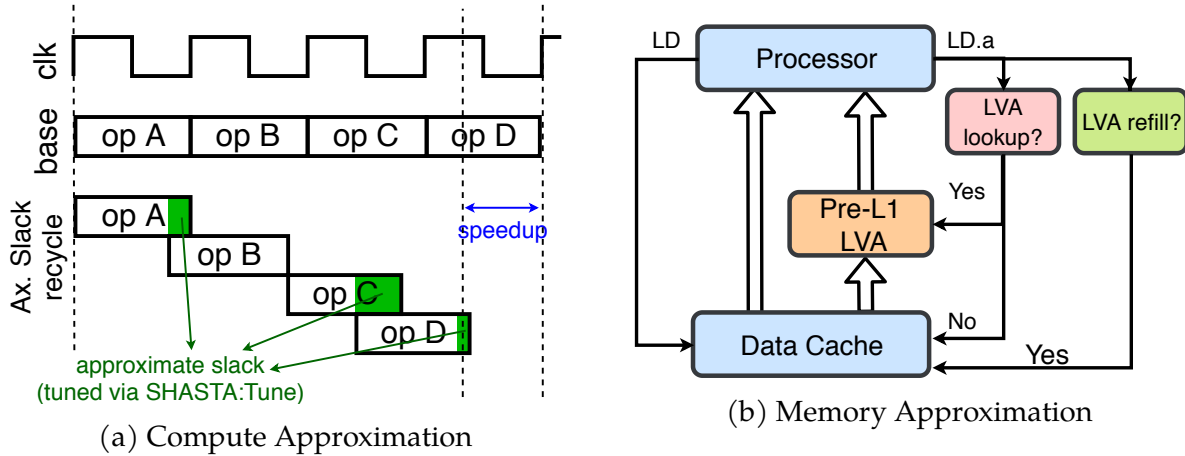 clk
base
op A op B op C op D
Ax. Slack
recycle
op A
op B
op C
op D
speedup
approximate slack
(tuned via SHASTA:Tune)
(a) Compute Approximation
LD
Processor
LD.a
LVA
lookup?
LVA refill?
Yes
Pre-L1
LVA
No
Data Cache
Yes
(b) Memory Approximation